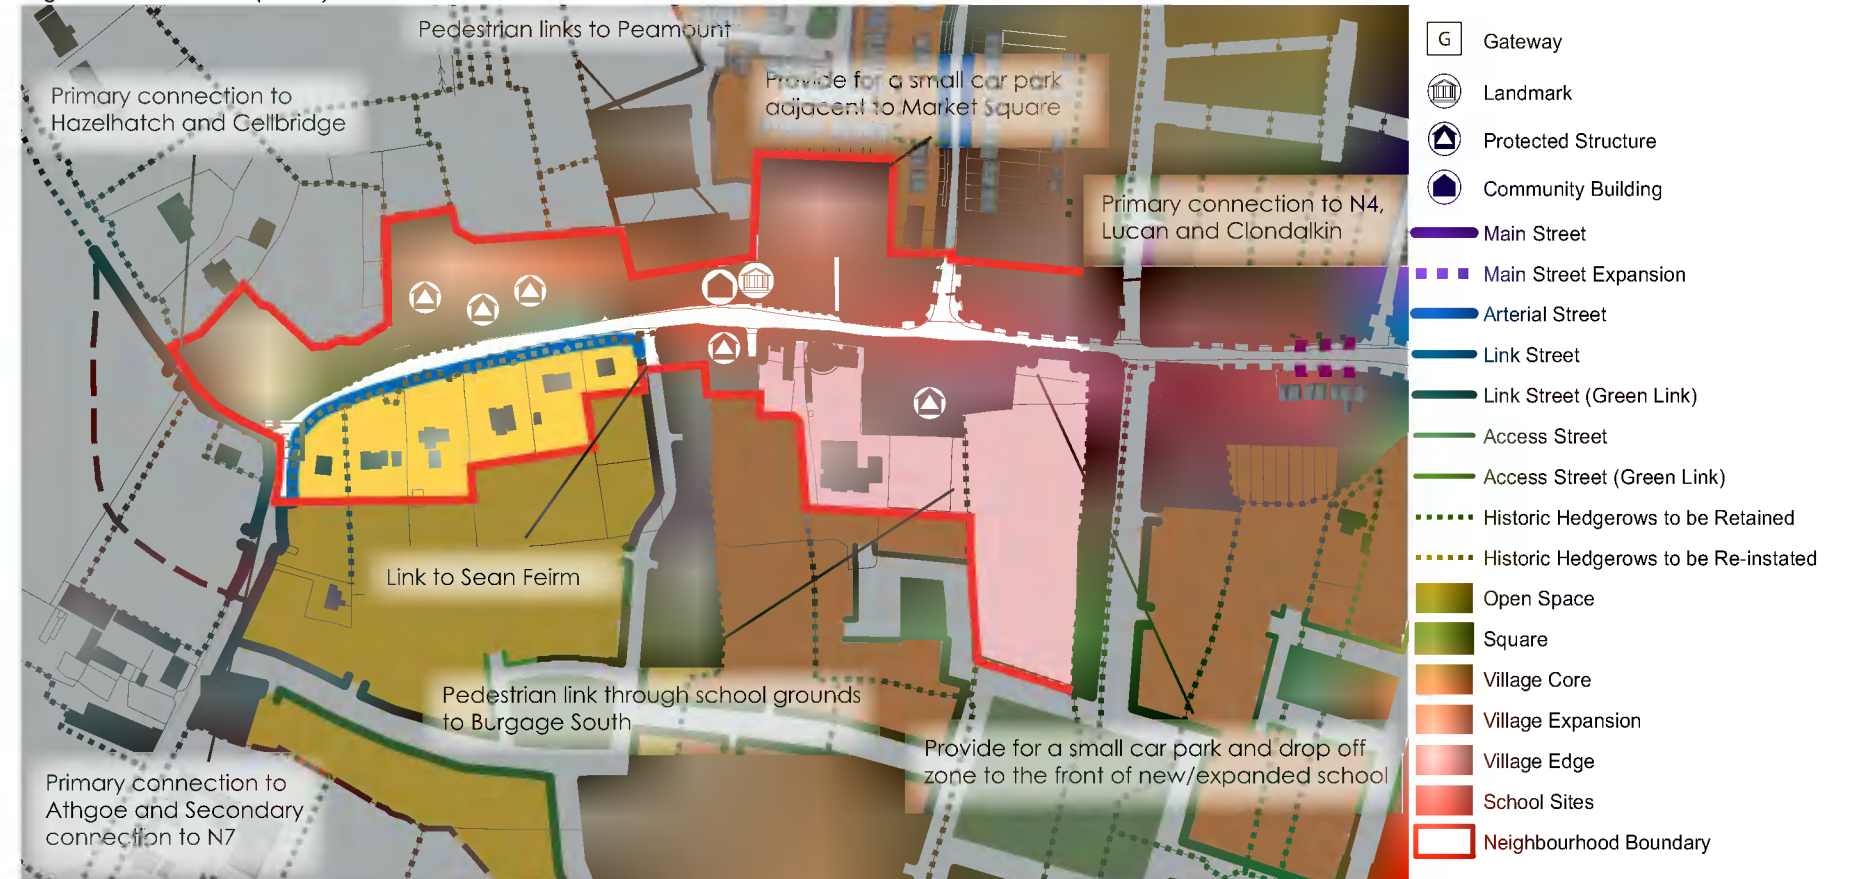 Pedestrian links to Peamount
Primary connection to
Hazelhatch and Cellbridge
Provide for a small car park
adjacent to Market Square
Primary connection to N4,
Lucan and Clondalkin
Link to Sean Feirm
Pedestrian link through school grounds
to Burgage South
Provide for a small car park and drop off
zone to the front of new/expanded school
Primary connection to
Athgoe and Secondary
connection to N7
G Gateway
Landmark
Protected Structure
Community Building
Main Street
Main Street Expansion
Arterial Street
Link Street
Link Street (Green Link)
Access Street
Access Street (Green Link)
Historic Hedgerows to be Retained
Historic Hedgerows to be Re-instated
Open Space
Square
Village Core
Village Expansion
Village Edge
School Sites
Neighbourhood Boundary